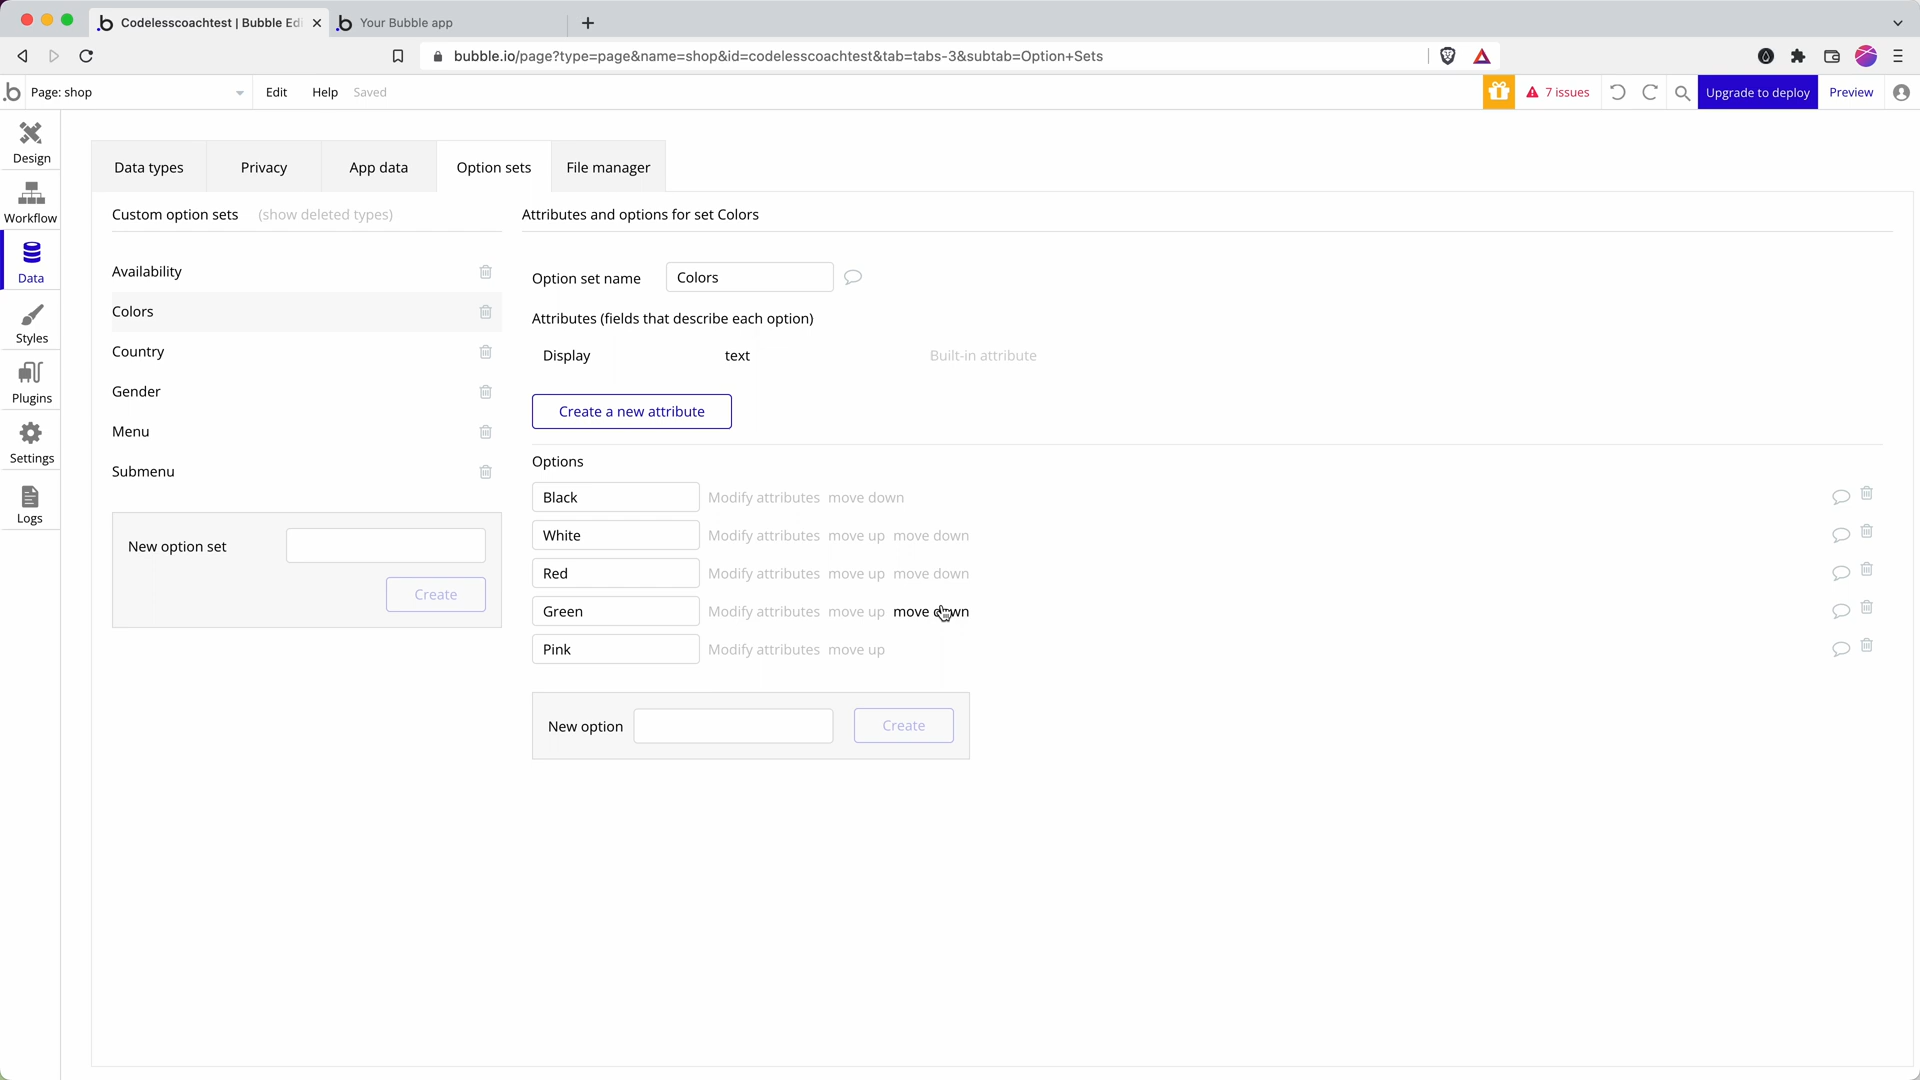 Codelesscoachtest | Bubble Edi
Your Bubble app
bubble.io/page?type=page&name=shop&id=codelesscoachtest&tab=tabs-3&subtab=Option+Sets
Page: shop
Edit
Help
Saved
7 issues
Upgrade to deploy
Preview
Design
Workflow
Data
Styles
Plugins
Settings
Logs
Data types
Privacy
App data
Option sets
File manager
Custom option sets (show deleted types)
Availability
Colors
Country
Gender
Menu
Submenu
New option set
Create
Attributes and options for set Colors
Option set name Colors
Attributes (fields that describe each option)
Display text Built-in attribute
Create a new attribute
Options
Black Modify attributes move down
White Modify attributes move up move down
Red Modify attributes move up move down
Green Modify attributes move up move down
Pink Modify attributes move up
New option Create